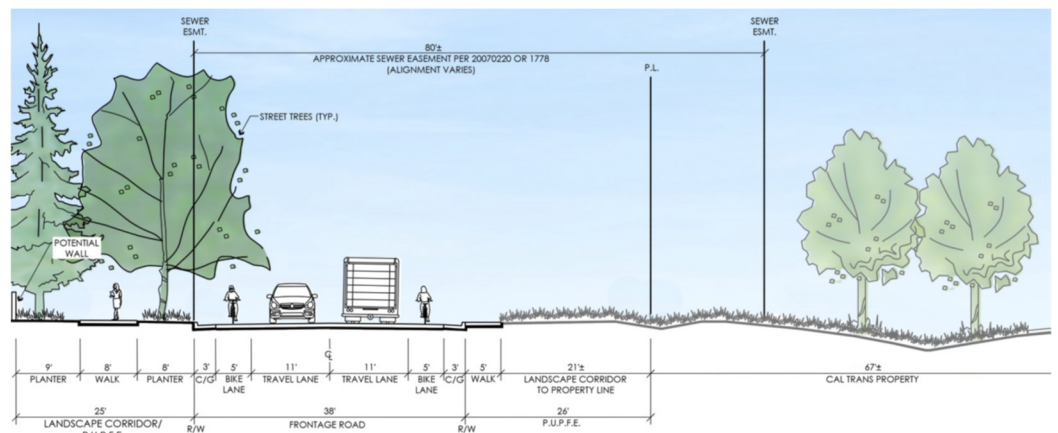 SEWER
ESMT.
SEWER
ESMT.
80'±
APPROXIMATE SEWER EASEMENT PER 20070220 OR 1778
(ALIGNMENT VARIES)
P.L.
STREET TREES (TYP.)
POTENTIAL
WALL
℄
9'
PLANTER
8'
WALK
8'
PLANTER
3'
C/G
5'
BIKE
LANE
11'
TRAVEL LANE
11'
TRAVEL LANE
5'
BIKE
LANE
3'
C/G
5'
WALK
21'±
LANDSCAPE CORRIDOR
TO PROPERTY LINE
67'±
CAL TRANS PROPERTY
25'
LANDSCAPE CORRIDOR/
R/W
38'
FRONTAGE ROAD
R/W
26'
P.U.P.F.E.